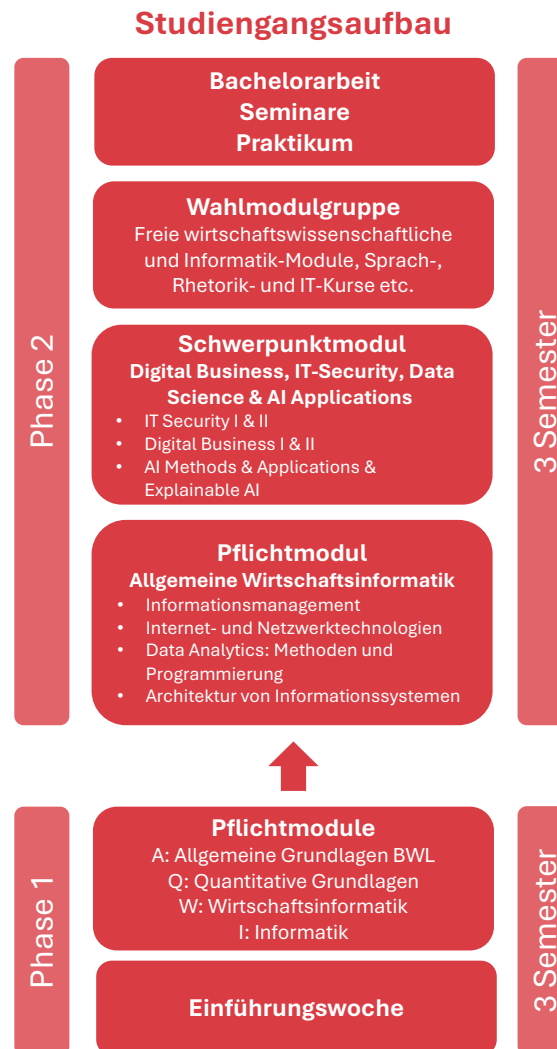 Studiengangsaufbau
Phase 2
3 Semester
Bachelorarbeit
Seminare
Praktikum
Wahlmodulgruppe
Freie wirtschaftswissenschaftliche
und Informatik-Module, Sprach-,
Rhetorik- und IT-Kurse etc.
Schwerpunktmodul
Digital Business, IT-Security, Data
Science & AI Applications
• IT Security I & II
• Digital Business I & II
• AI Methods & Applications &
Explainable AI
Pflichtmodul
Allgemeine Wirtschaftsinformatik
• Informationsmanagement
• Internet- und Netzwerktechnologien
• Data Analytics: Methoden und
Programmierung
• Architektur von Informationssystemen
Phase 1
3 Semester
Pflichtmodule
A: Allgemeine Grundlagen BWL
Q: Quantitative Grundlagen
W: Wirtschaftsinformatik
I: Informatik
Einführungswoche